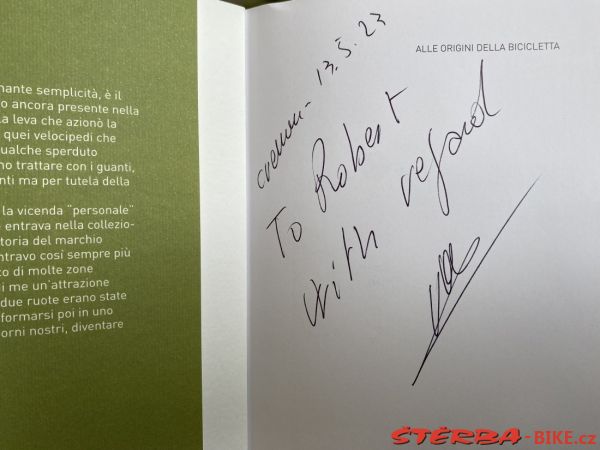 nante semplicità, è il
o ancora presente nella
a leva che azionò la
quei velocipedi che
ualche sperduto
no trattare con i guanti,
nti ma per tutela della
la vicenda "personale"
entrava nella collezio-
toria del marchio
ntravo così sempre più
to di molte zone
i me un'attrazione
due ruote erano state
formarsi poi in uno
orni nostri, diventare
ALLE ORIGINI DELLA BICICLETTA
13.5.23
To Robert
with regard
ŠTĚRBA-BIKE.cz